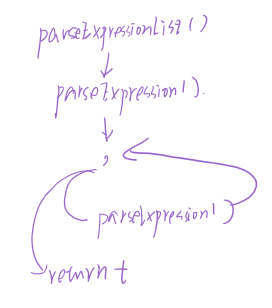 parseExpressionList()
parseExpression().
,
parseExpression()
return t